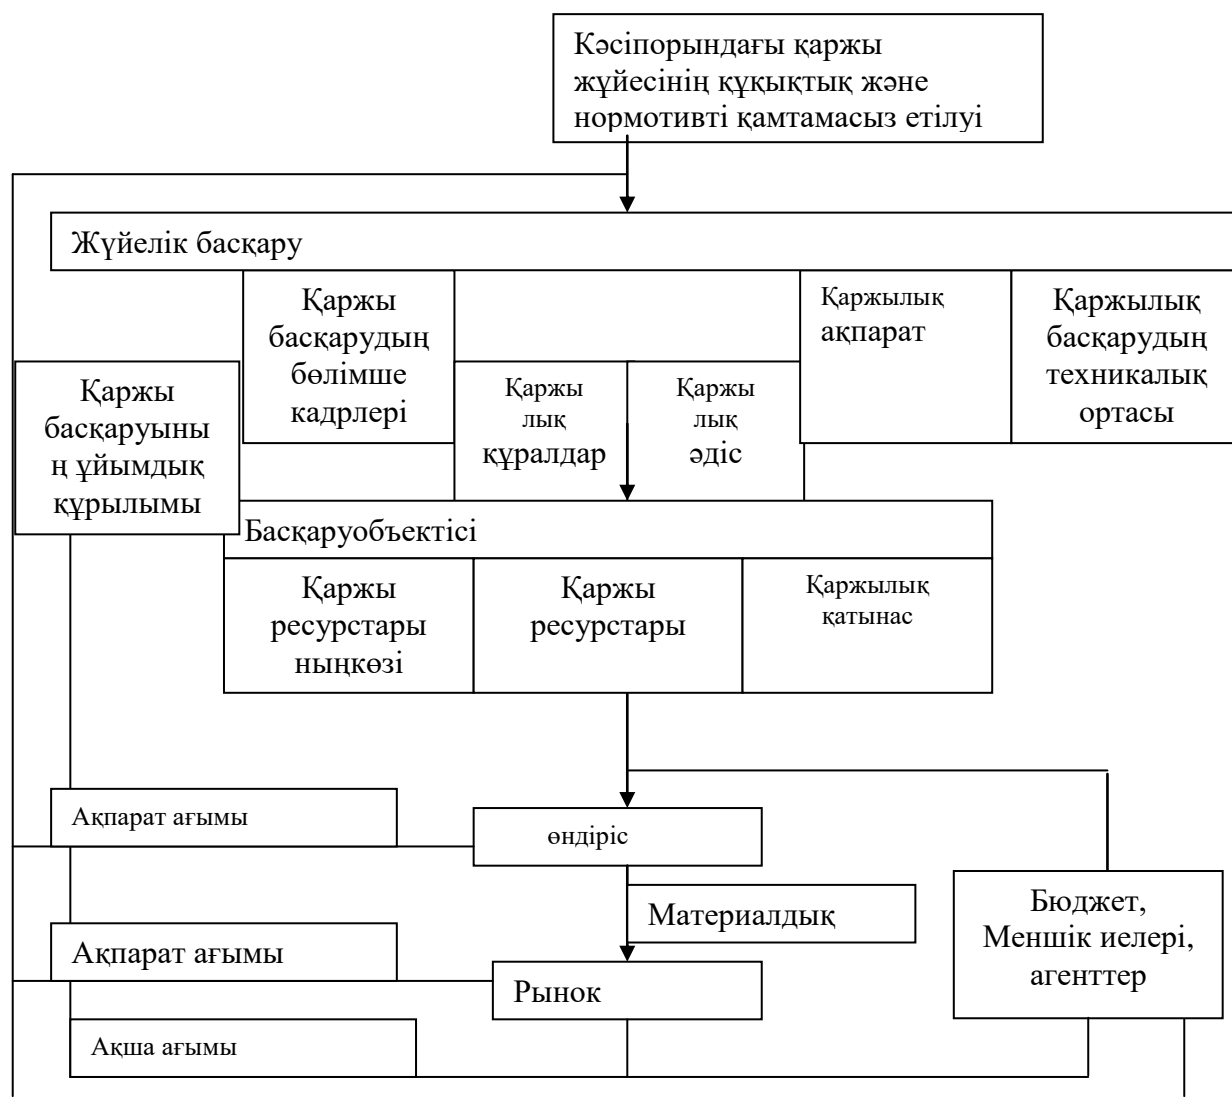 Кәсіпорындағы қаржы
жүйесінің құқықтық және
нормотивті қамтамасыз етілуі
Жүйелік басқару
Қаржы
басқаруыны
ң ұйымдық
құрылымы
Қаржы
басқарудың
бөлімше
кадрлері
Қаржы
лық
құралдар
Қаржы
лық
әдіс
Қаржылық
ақпарат
Қаржылық
басқарудың
техникалық
ортасы
Басқаруобъектісі
Қаржы
ресурстары
ныңкөзі
Қаржы
ресурстары
Қаржылық
қатынас
Ақпарат ағымы
өндіріс
Материалдық
Бюджет,
Меншік иелері,
агенттер
Ақпарат ағымы
Рынок
Ақша ағымы